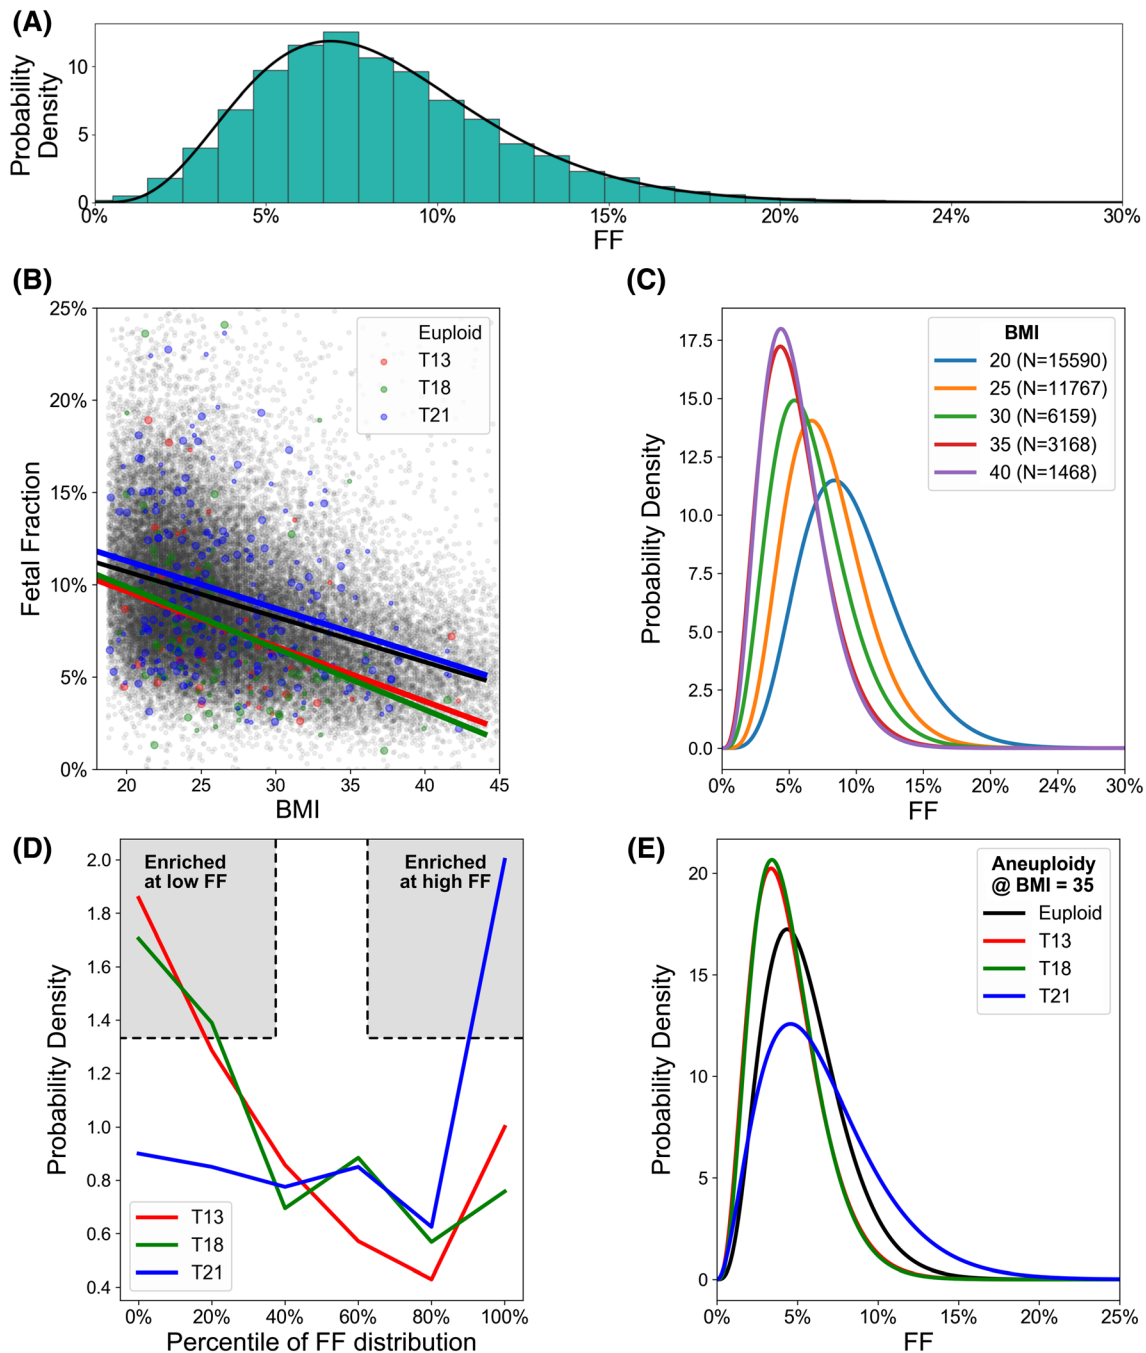 (A)
Probability
Density
10
5
0
0%
5%
10%
15%
20%
24%
30%
FF
(B)
25%
20%
15%
10%
5%
0%
Fetal Fraction
Euploid
T13
T18
T21
20
25
30
35
40
45
BMI
(C)
17.5
15.0
12.5
10.0
7.5
5.0
2.5
0.0
Probability Density
BMI
20 (N=15590)
25 (N=11767)
30 (N=6159)
35 (N=3168)
40 (N=1468)
0%
5%
10%
15%
20%
24%
30%
FF
(D)
2.0
1.8
1.6
1.4
1.2
1.0
0.8
0.6
0.4
Probability Density
Enriched
at low FF
Enriched
at high FF
T13
T18
T21
0%
20%
40%
60%
80%
100%
Percentile of FF distribution
(E)
20
15
10
5
0
Probability Density
Aneuploidy
@ BMI = 35
Euploid
T13
T18
T21
0%
5%
10%
15%
20%
25%
FF